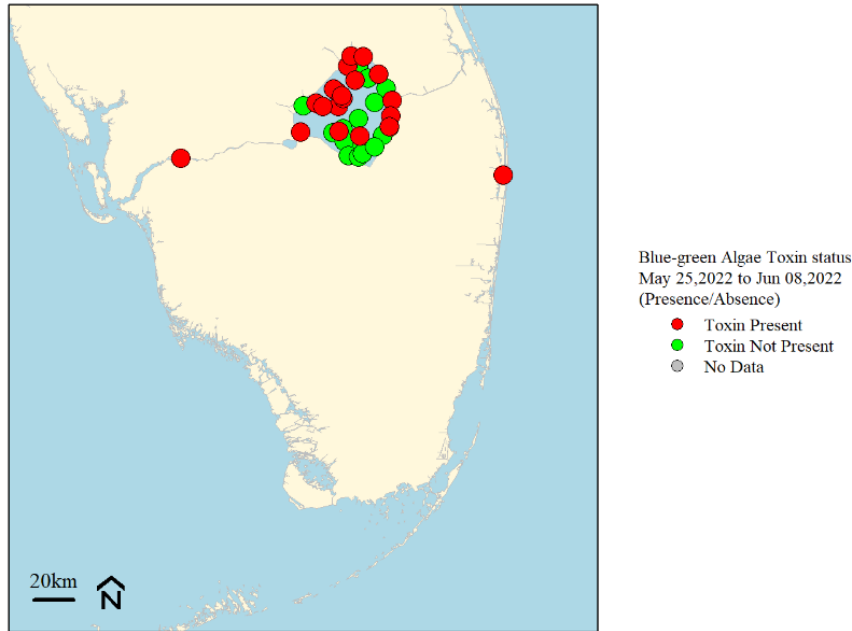 Blue-green Algae Toxin status
May 25,2022 to Jun 08,2022
(Presence/Absence)
Toxin Present
Toxin Not Present
No Data
20km
N